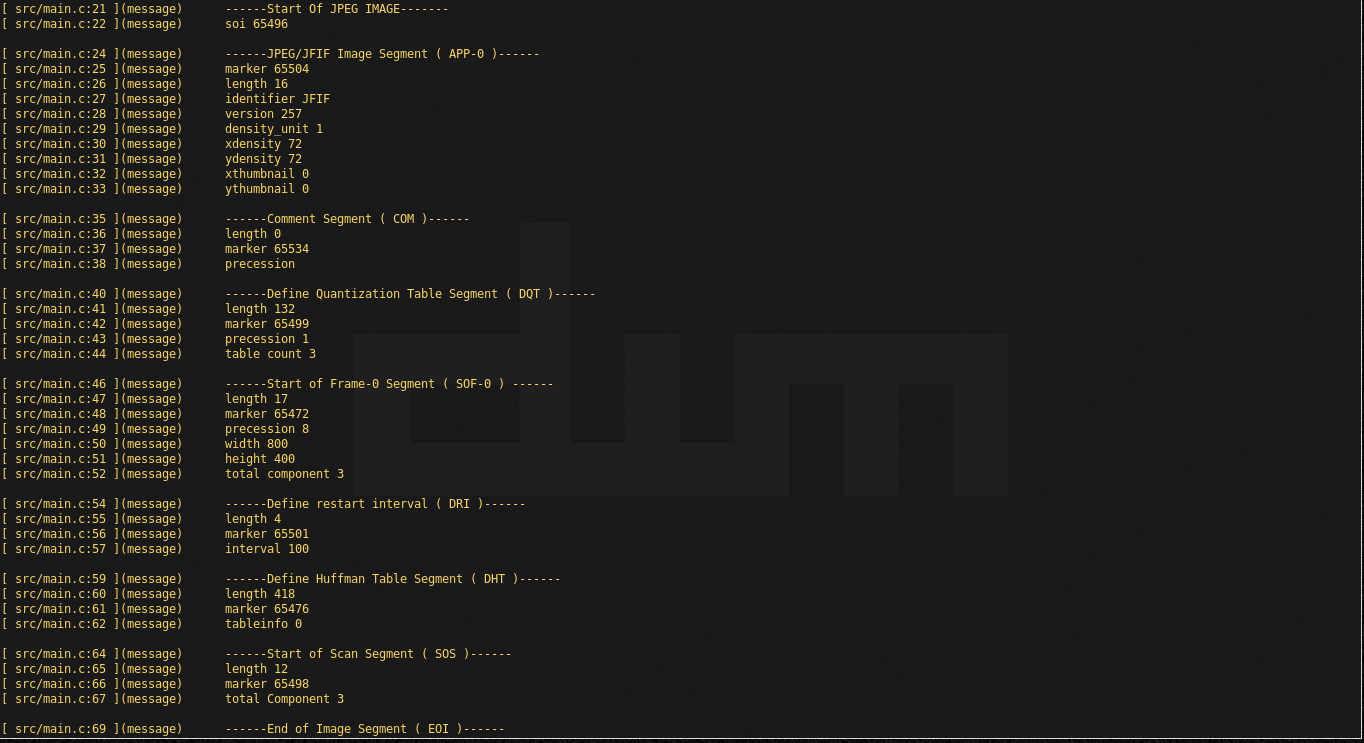 [ src/main.c:21 ](message)      ------Start Of JPEG IMAGE-------
[ src/main.c:22 ](message)      soi 65496
[ src/main.c:24 ](message)      ------JPEG/JFIF Image Segment ( APP-0 )------
[ src/main.c:25 ](message)      marker 65504
[ src/main.c:26 ](message)      length 16
[ src/main.c:27 ](message)      identifier JFIF
[ src/main.c:28 ](message)      version 257
[ src/main.c:29 ](message)      density_unit 1
[ src/main.c:30 ](message)      xdensity 72
[ src/main.c:31 ](message)      ydensity 72
[ src/main.c:32 ](message)      xthumbnail 0
[ src/main.c:33 ](message)      ythumbnail 0
[ src/main.c:35 ](message)      ------Comment Segment ( COM )------
[ src/main.c:36 ](message)      length 0
[ src/main.c:37 ](message)      marker 65534
[ src/main.c:38 ](message)      precession
[ src/main.c:40 ](message)      ------Define Quantization Table Segment ( DQT )------
[ src/main.c:41 ](message)      length 132
[ src/main.c:42 ](message)      marker 65499
[ src/main.c:43 ](message)      precession 1
[ src/main.c:44 ](message)      table count 3
[ src/main.c:46 ](message)      ------Start of Frame-0 Segment ( SOF-0 ) ------
[ src/main.c:47 ](message)      length 17
[ src/main.c:48 ](message)      marker 65472
[ src/main.c:49 ](message)      precession 8
[ src/main.c:50 ](message)      width 800
[ src/main.c:51 ](message)      height 400
[ src/main.c:52 ](message)      total component 3
[ src/main.c:54 ](message)      ------Define restart interval ( DRI )------
[ src/main.c:55 ](message)      length 4
[ src/main.c:56 ](message)      marker 65501
[ src/main.c:57 ](message)      interval 100
[ src/main.c:59 ](message)      ------Define Huffman Table Segment ( DHT )------
[ src/main.c:60 ](message)      length 418
[ src/main.c:61 ](message)      marker 65476
[ src/main.c:62 ](message)      tableinfo 0
[ src/main.c:64 ](message)      ------Start of Scan Segment ( SOS )------
[ src/main.c:65 ](message)      length 12
[ src/main.c:66 ](message)      marker 65498
[ src/main.c:67 ](message)      total Component 3
[ src/main.c:69 ](message)      ------End of Image Segment ( EOI )------
dwm